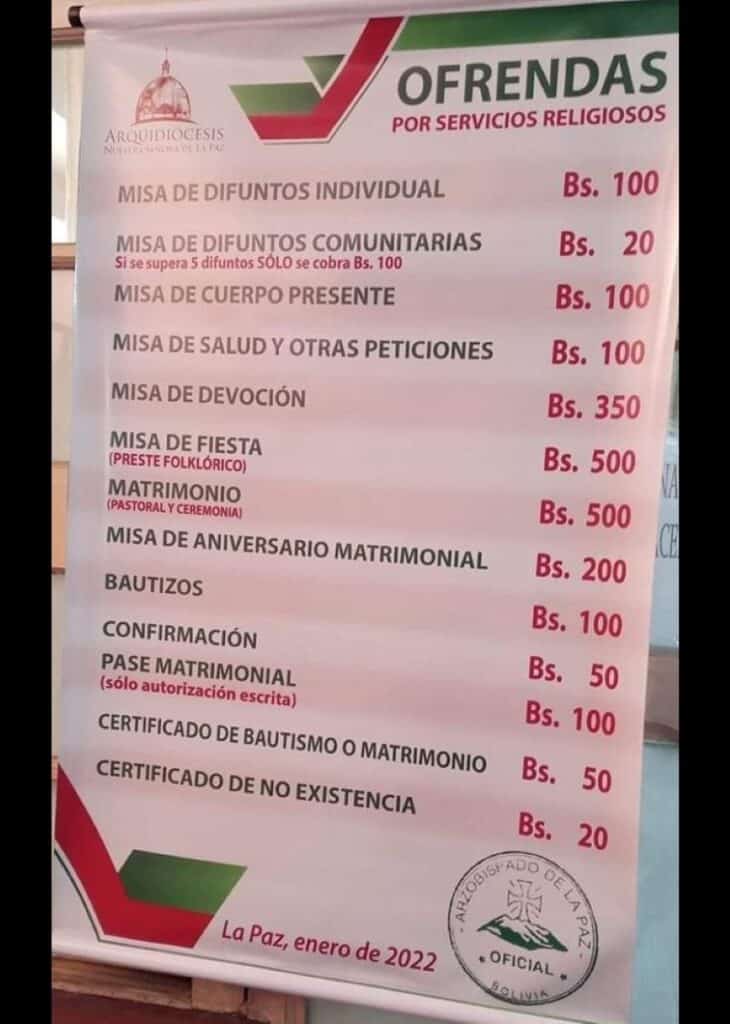 ARQUIDIOCESIS
NUESTRA SEÑORA DE LA PAZ
OFRENDAS
POR SERVICIOS RELIGIOSOS
MISA DE DIFUNTOS INDIVIDUAL Bs. 100
MISA DE DIFUNTOS COMUNITARIAS Bs. 20
Si se supera 5 difuntos SÓLO se cobra Bs. 100
MISA DE CUERPO PRESENTE Bs. 100
MISA DE SALUD Y OTRAS PETICIONES Bs. 100
MISA DE DEVOCIÓN Bs. 350
MISA DE FIESTA Bs. 500
(PRESTE FOLKLÓRICO)
MATRIMONIO Bs. 500
(PASTORAL Y CEREMONIA)
MISA DE ANIVERSARIO MATRIMONIAL Bs. 200
BAUTIZOS Bs. 100
CONFIRMACIÓN Bs. 50
PASE MATRIMONIAL Bs. 100
(sólo autorización escrita)
CERTIFICADO DE BAUTISMO O MATRIMONIO Bs. 50
CERTIFICADO DE NO EXISTENCIA Bs. 20
La Paz, enero de 2022
- ARZOBISPADO DE LA PAZ -
OFICIAL
BOLIVIA